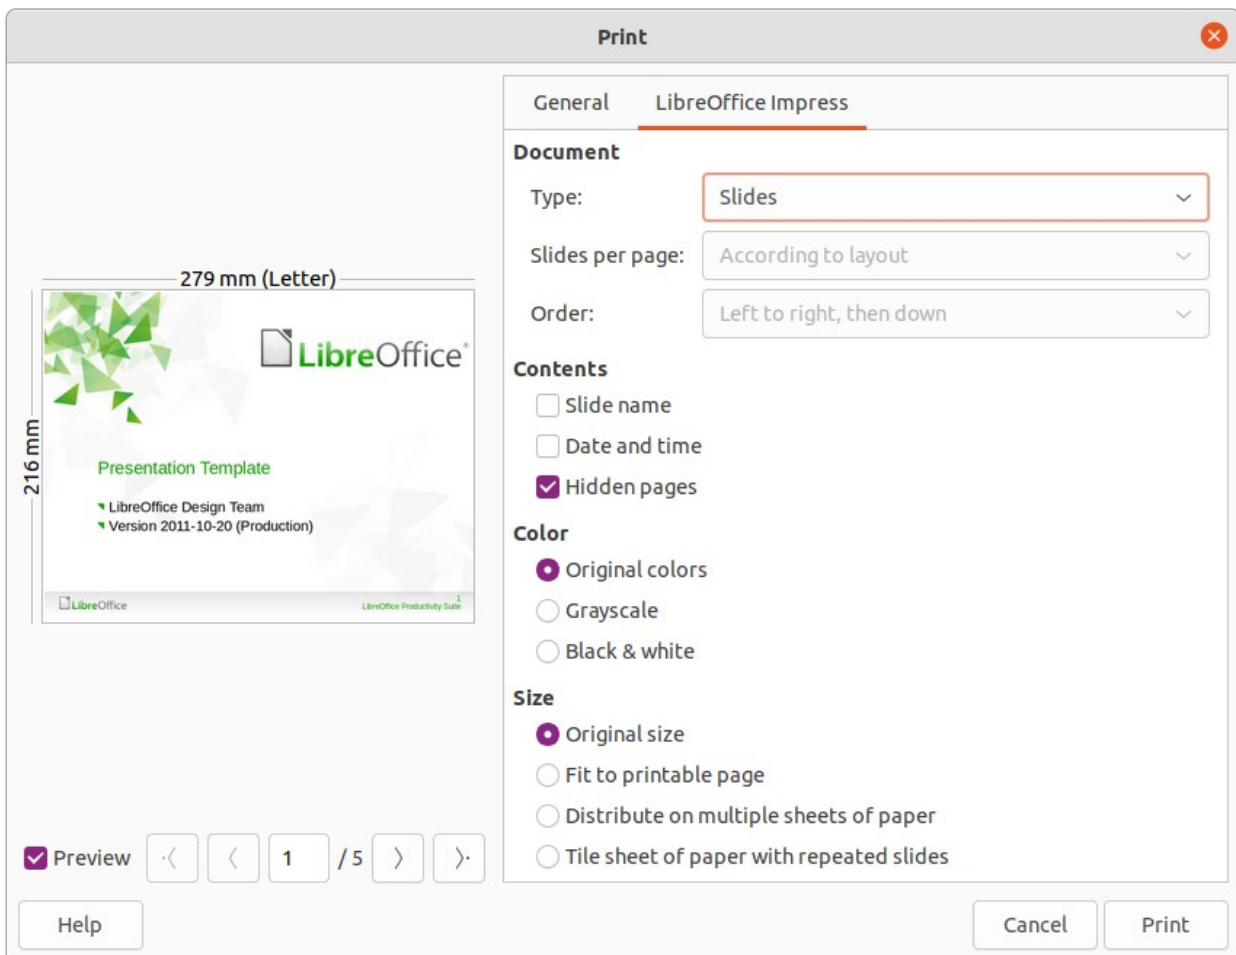 Print
General LibreOffice Impress
Document
Type: Slides
Slides per page: According to layout
Order: Left to right, then down
Contents
Slide name
Date and time
Hidden pages
Color
Original colors
Grayscale
Black & white
Size
Original size
Fit to printable page
Distribute on multiple sheets of paper
Tile sheet of paper with repeated slides
279 mm (Letter)
216 mm
LibreOffice®
Presentation Template
LibreOffice Design Team
Version 2011-10-20 (Production)
LibreOffice
1
LibreOffice Productivity Suite
Preview 1 / 5
Help Cancel Print